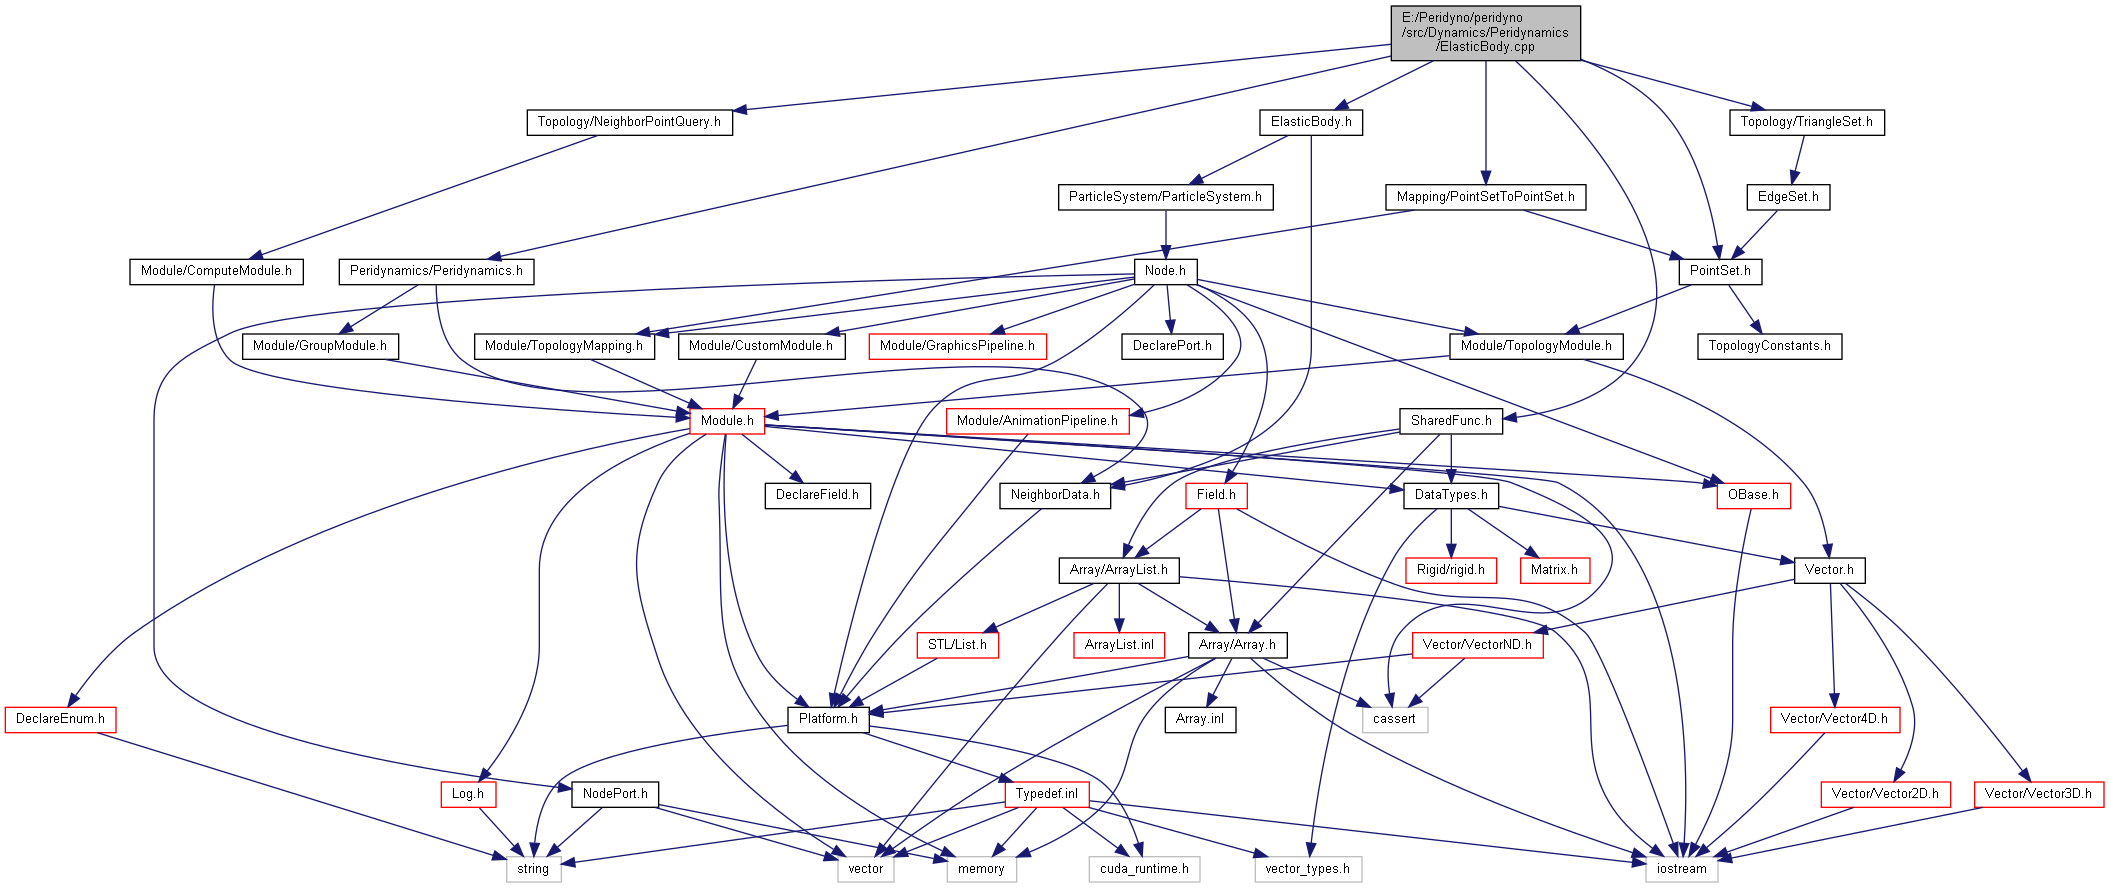 E:/Peridyno/peridyno
/src/Dynamics/Peridynamics
/ElasticBody.cpp
Topology/NeighborPointQuery.h
ElasticBody.h
Topology/TriangleSet.h
ParticleSystem/ParticleSystem.h
Mapping/PointSetToPointSet.h
EdgeSet.h
Module/ComputeModule.h
Peridynamics/Peridynamics.h
Node.h
PointSet.h
Module/GroupModule.h
Module/TopologyMapping.h
Module/CustomModule.h
Module/GraphicsPipeline.h
DeclarePort.h
Module/TopologyModule.h
TopologyConstants.h
Module.h
Module/AnimationPipeline.h
SharedFunc.h
DeclareField.h
NeighborData.h
Field.h
DataTypes.h
OBase.h
Array/ArrayList.h
Rigid/rigid.h
Matrix.h
Vector.h
STL/List.h
ArrayList.inl
Array/Array.h
Vector/VectorND.h
DeclareEnum.h
Platform.h
Array.inl
cassert
Vector/Vector4D.h
Log.h
NodePort.h
Typedef.inl
Vector/Vector2D.h
Vector/Vector3D.h
string
vector
memory
cuda_runtime.h
vector_types.h
iostream